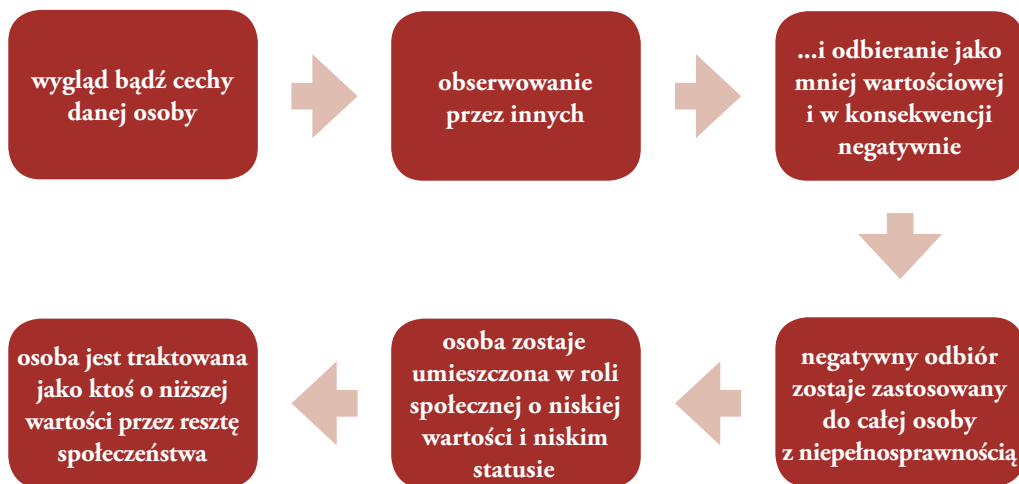 wygląd bądź cechy
danej osoby
obserwowanie
przez innych
...i odbieranie jako
mniej wartościowej
i w konsekwencji
negatywnie
negatywny odbiór
zostaje zastosowany
do całej osoby
z niepełnosprawnością
osoba zostaje
umieszczona w roli
społecznej o niskiej
wartości i niskim
statusie
osoba jest traktowana
jako ktoś o niższej
wartości przez resztę
społeczeństwa